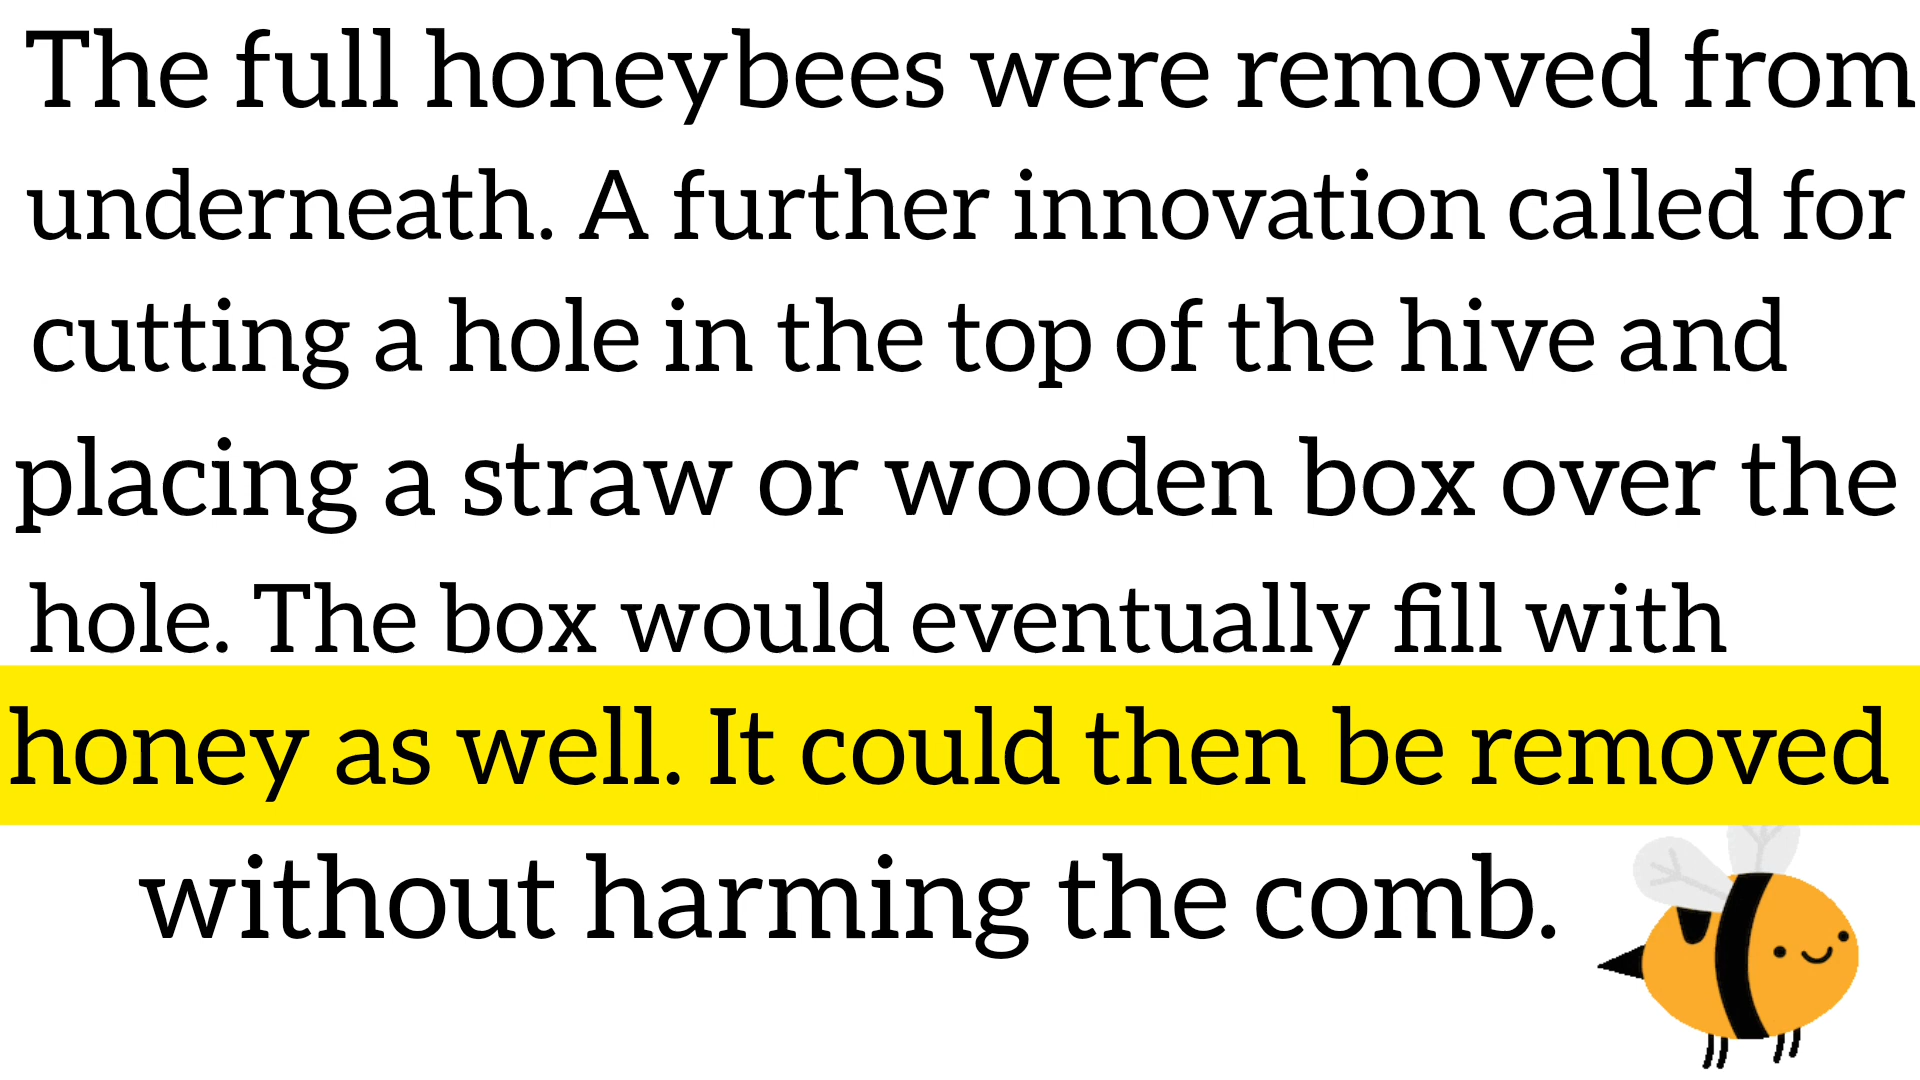 The full honeybees were removed from
underneath. A further innovation called for
cutting a hole in the top of the hive and
placing a straw or wooden box over the
hole. The box would eventually fill with
honey as well. It could then be removed
without harming the comb.